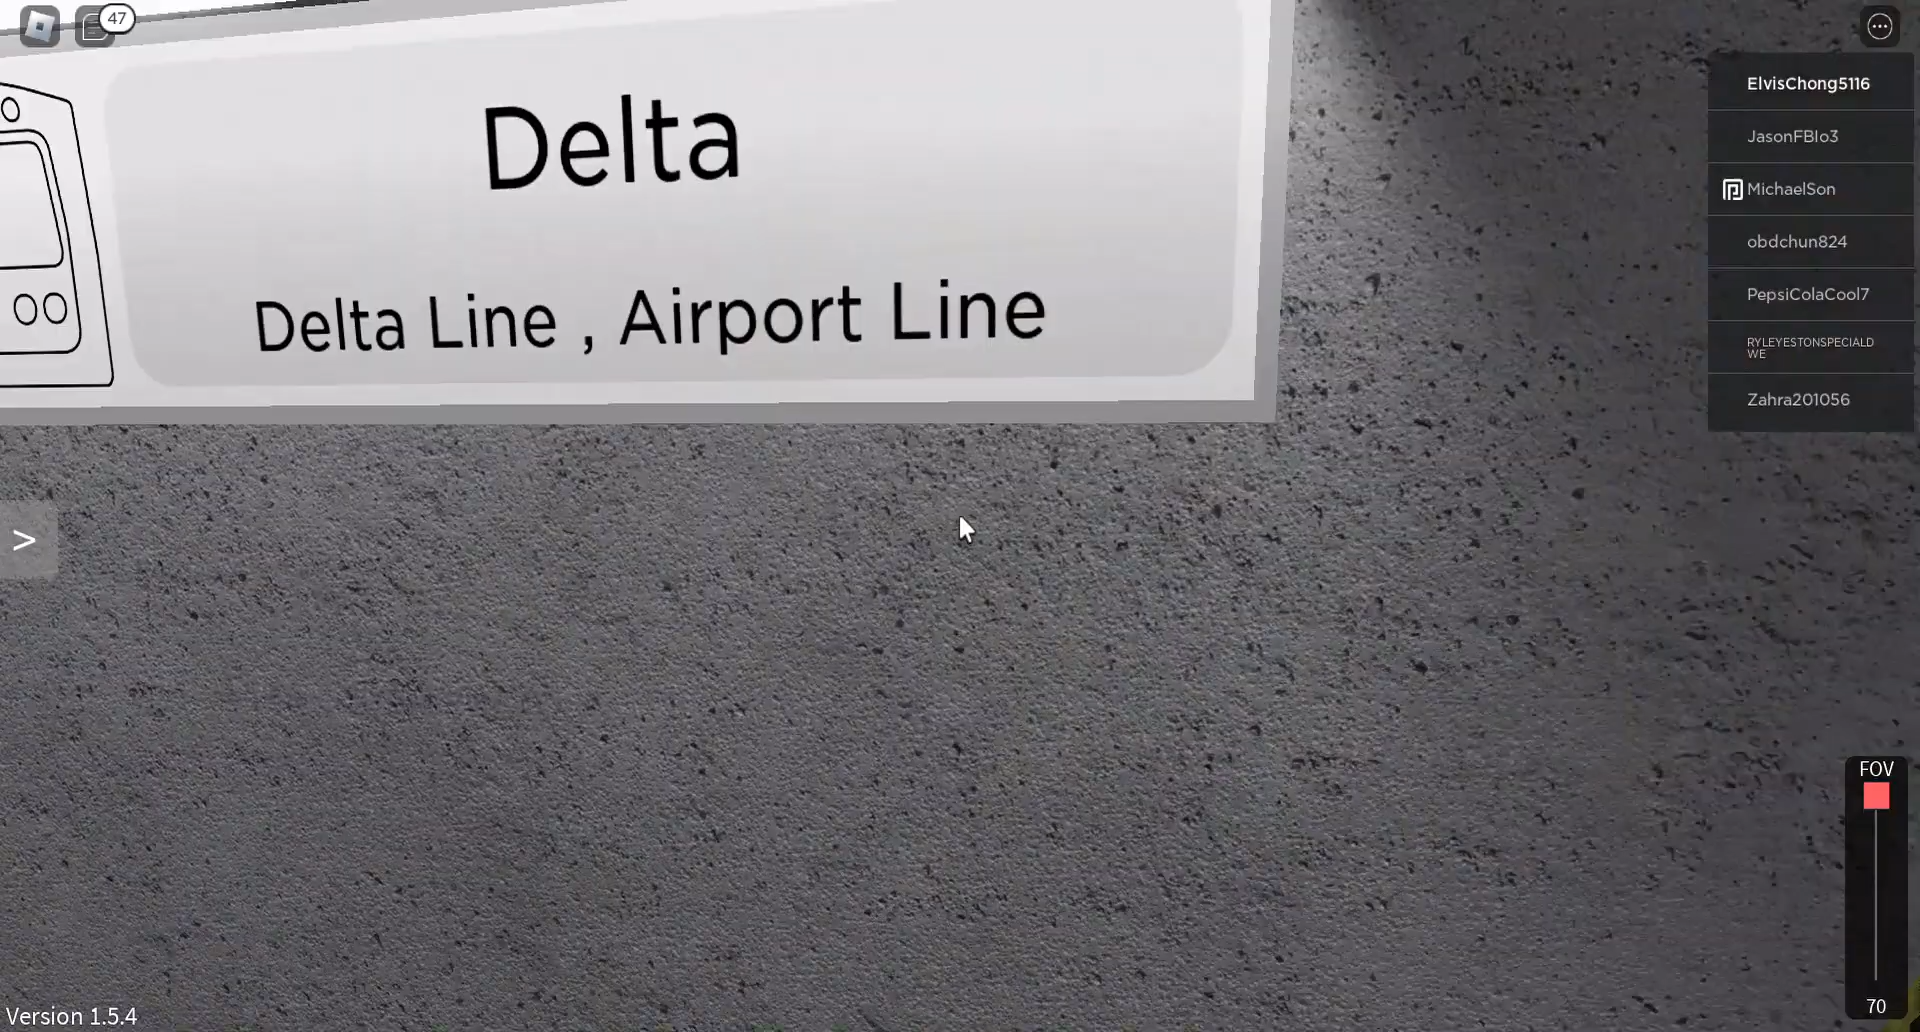 47
Delta
Delta Line , Airport Line
ElvisChong5116
JasonFBIo3
MichaelSon
obdchun824
PepsiColaCool7
RYLEYESTONSPECIALD
WE
Zahra201056
>
FOV
70
Version 1.5.4